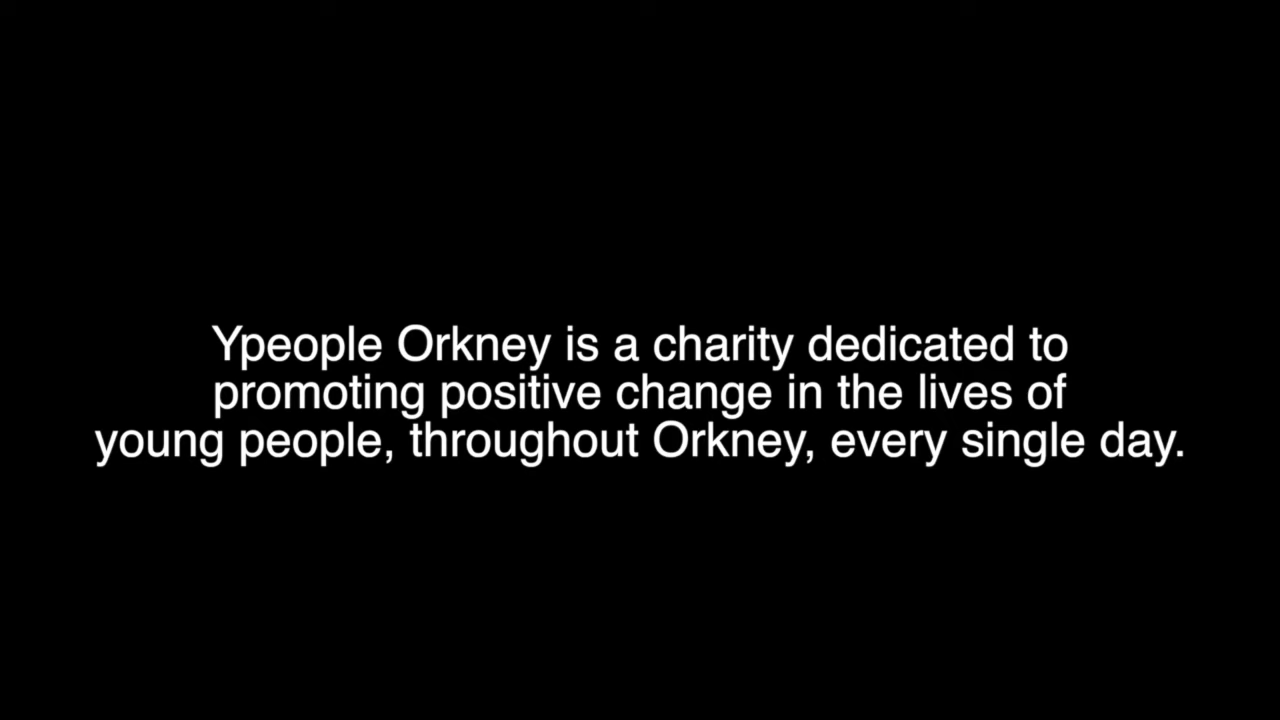 Ypeople Orkney is a charity dedicated to
promoting positive change in the lives of
young people, throughout Orkney, every single day.